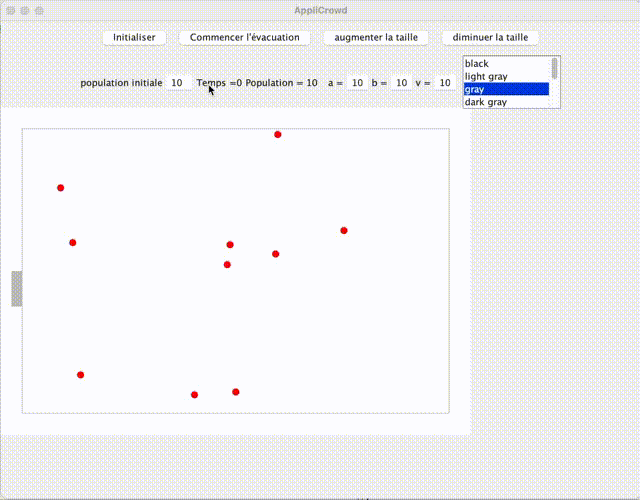 AppliCrowd
Initialiser Commencer l'évacuation augmenter la taille diminuer la taille
population initiale 10 Temps =0 Population = 10 a = 10 b = 10 v = 10
black
light gray
gray
dark gray